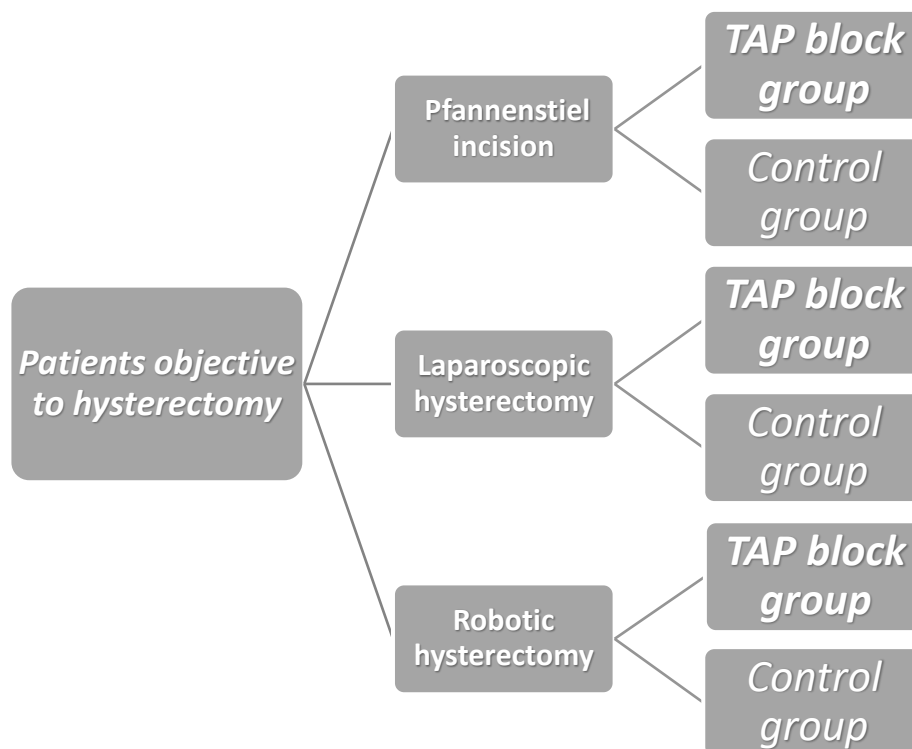 Patients objective
to hysterectomy
Pfannenstiel
incision
TAP block
group
Control
group
Laparoscopic
hysterectomy
TAP block
group
Control
group
Robotic
hysterectomy
TAP block
group
Control
group